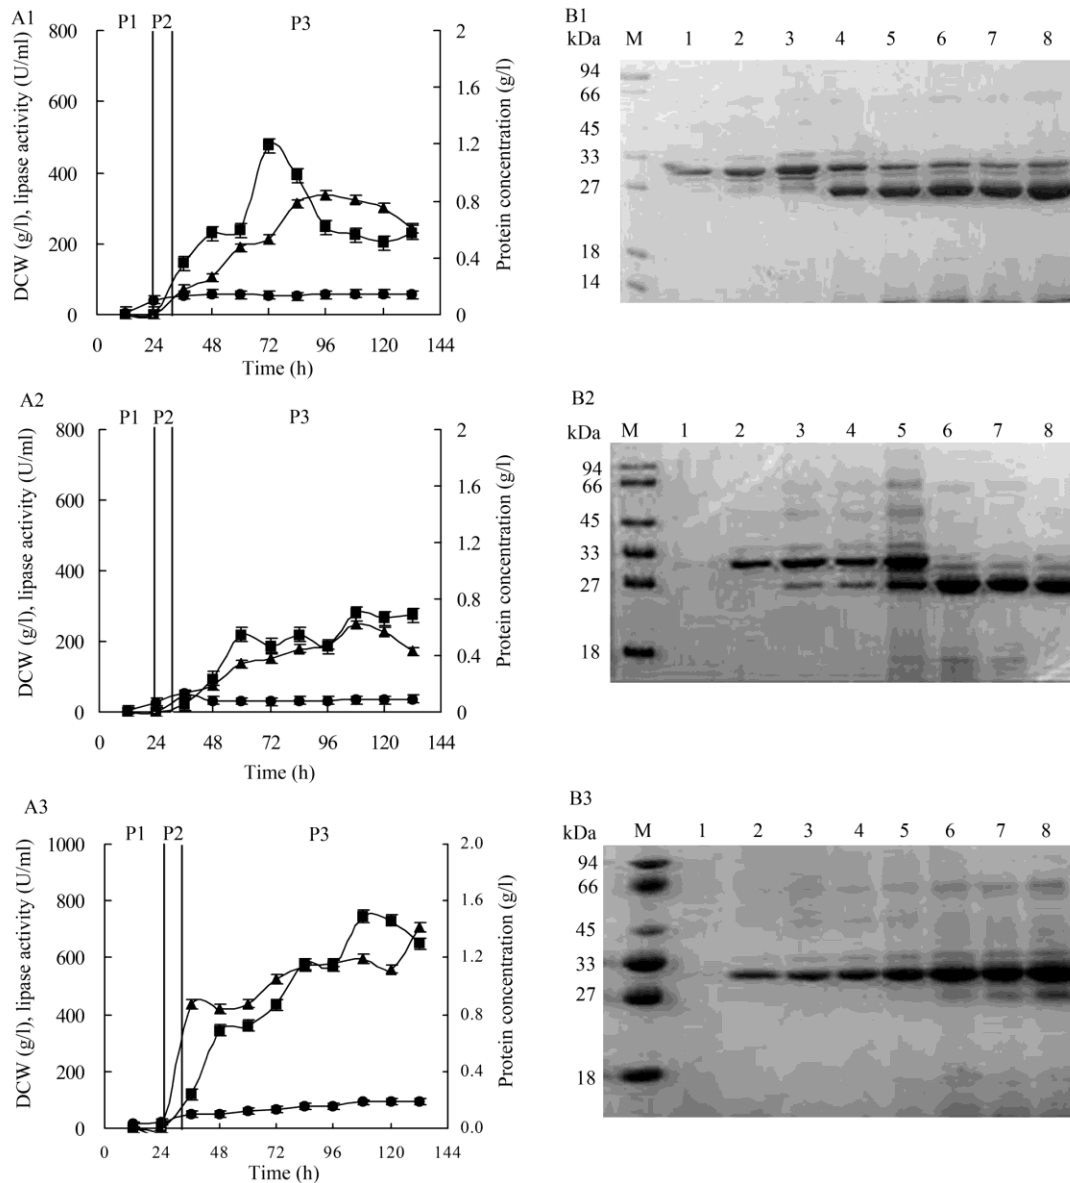 A1
P1 P2 P3
800
600
400
200
0
DCW (g/l), lipase activity (U/ml)
2
1.6
1.2
0.8
0.4
0
Protein concentration (g/l)
0 24 48 72 96 120 144
Time (h)
B1
kDa M 1 2 3 4 5 6 7 8
94
66
45
33
27
18
14
A2
P1 P2 P3
800
600
400
200
0
DCW (g/l), lipase activity (U/ml)
2
1.6
1.2
0.8
0.4
0
Protein concentration (g/l)
0 24 48 72 96 120 144
Time (h)
B2
kDa M 1 2 3 4 5 6 7 8
94
66
45
33
27
18
A3
P1 P2 P3
1000
800
600
400
200
0
DCW (g/l), lipase activity (U/ml)
2.0
1.6
1.2
0.8
0.4
0.0
Protein concentration (g/l)
0 24 48 72 96 120 144
Time (h)
B3
kDa M 1 2 3 4 5 6 7 8
94
66
45
33
27
18